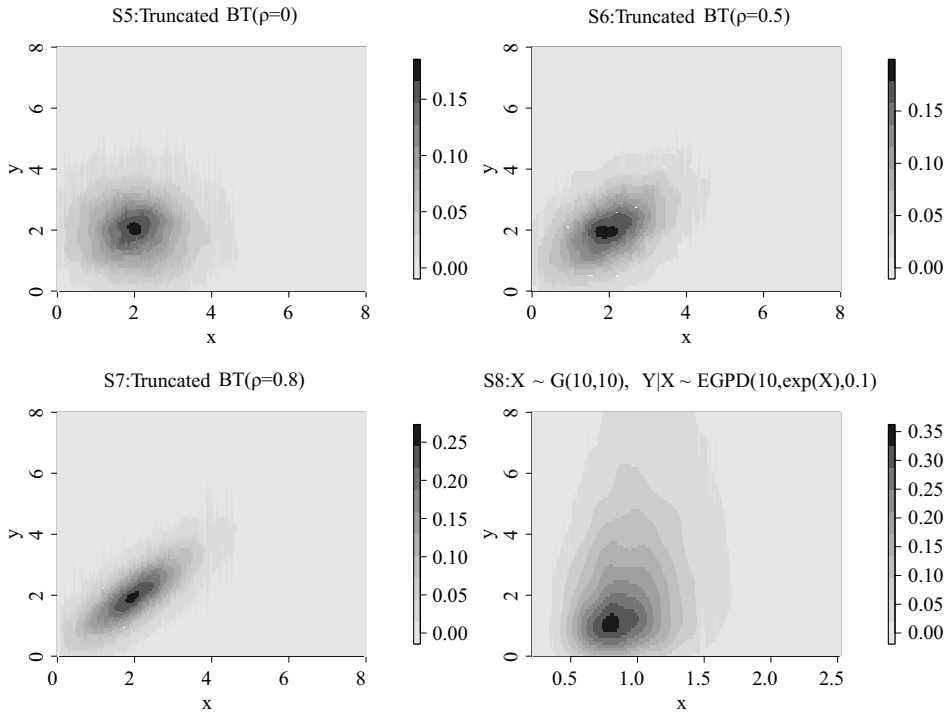 S5:Truncated BT(ρ=0)
y
0 2 4 6 8
0 2 4 6 8
x
0.00 0.05 0.10 0.15
S6:Truncated BT(ρ=0.5)
y
0 2 4 6 8
0 2 4 6 8
x
0.00 0.05 0.10 0.15
S7:Truncated BT(ρ=0.8)
y
0 2 4 6 8
0 2 4 6 8
x
0.00 0.05 0.10 0.15 0.20 0.25
S8:X ~ G(10,10), Y|X ~ EGPD(10,exp(X),0.1)
y
0 2 4 6 8
0.5 1.0 1.5 2.0 2.5
x
0.00 0.05 0.10 0.15 0.20 0.25 0.30 0.35